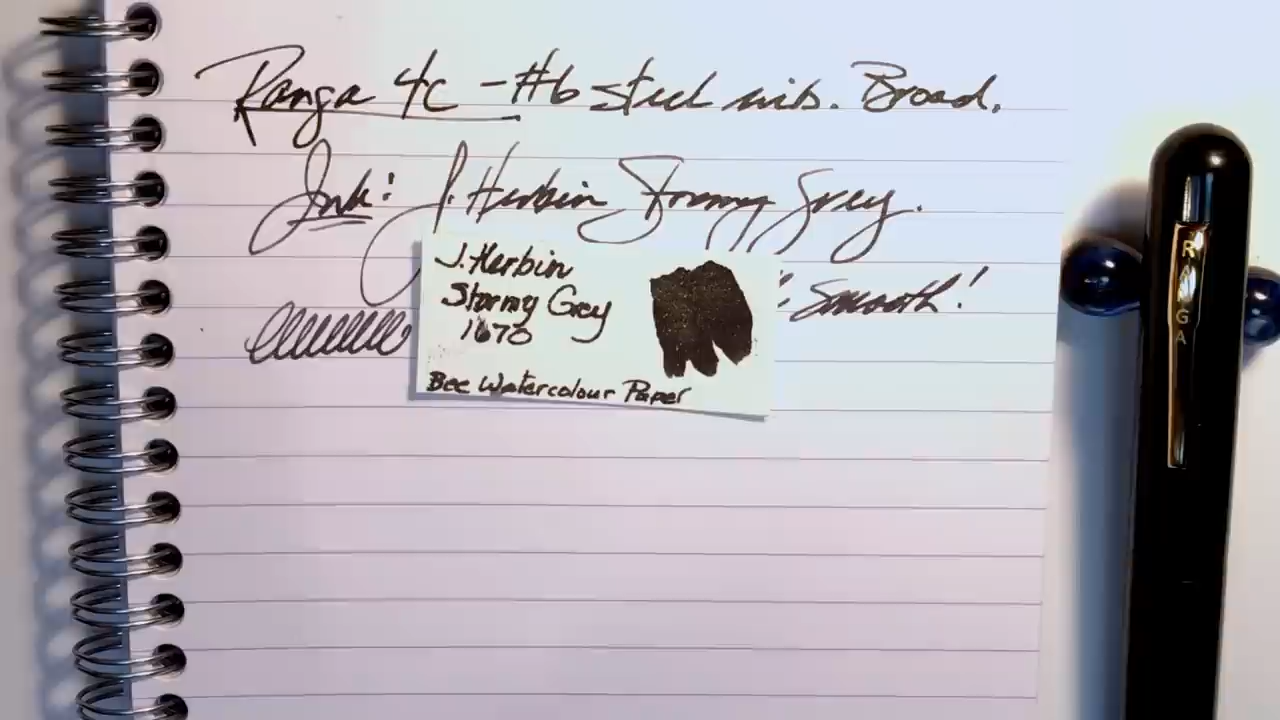 Ranga 4c - #6 steel nib. Broad.
Ink: J. Herbin Stormy Grey.
Smooth!
J. Herbin
Stormy Grey
1670
Bee Watercolour Paper
RANGA